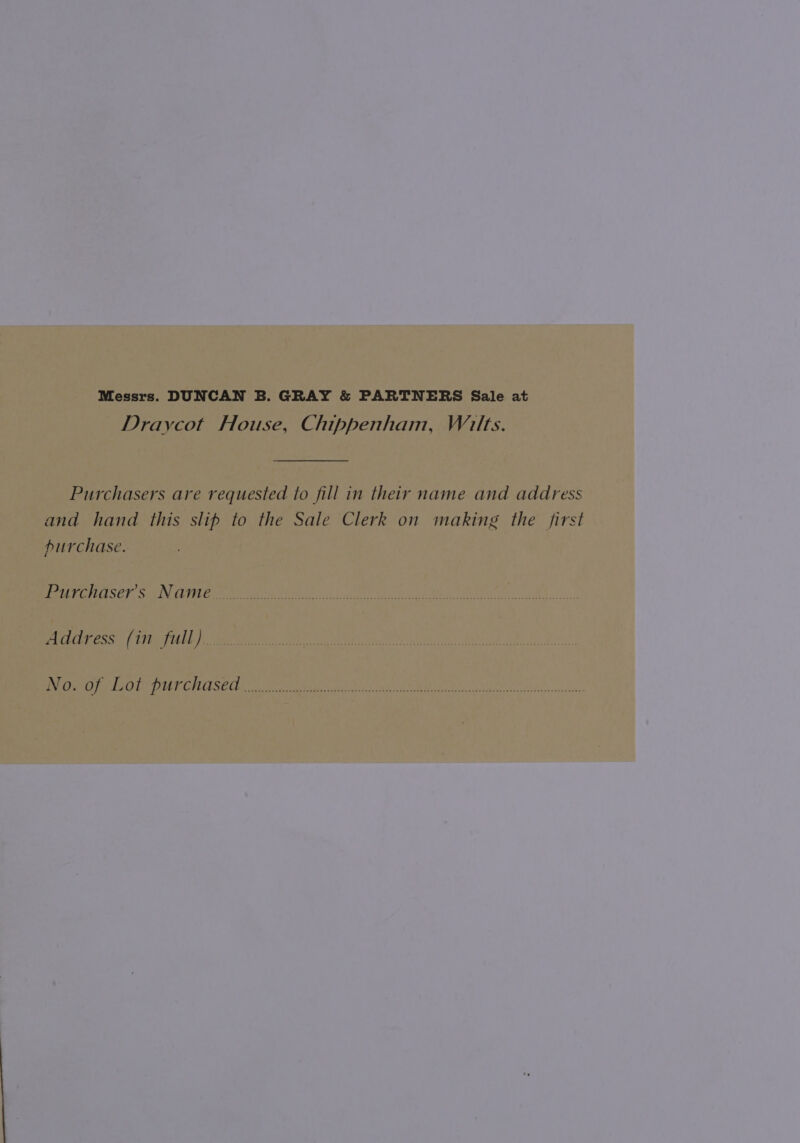 Messrs. DUNCAN B. GRAY & PARTNERS Sale at
Draycot House, Chippenham, Wilts.
Purchasers are requested to fill in their name and address
and hand this slip to the Sale Clerk on making the first
purchase.
Purchaser's Name
Address (in full)
No. of Lot purchased